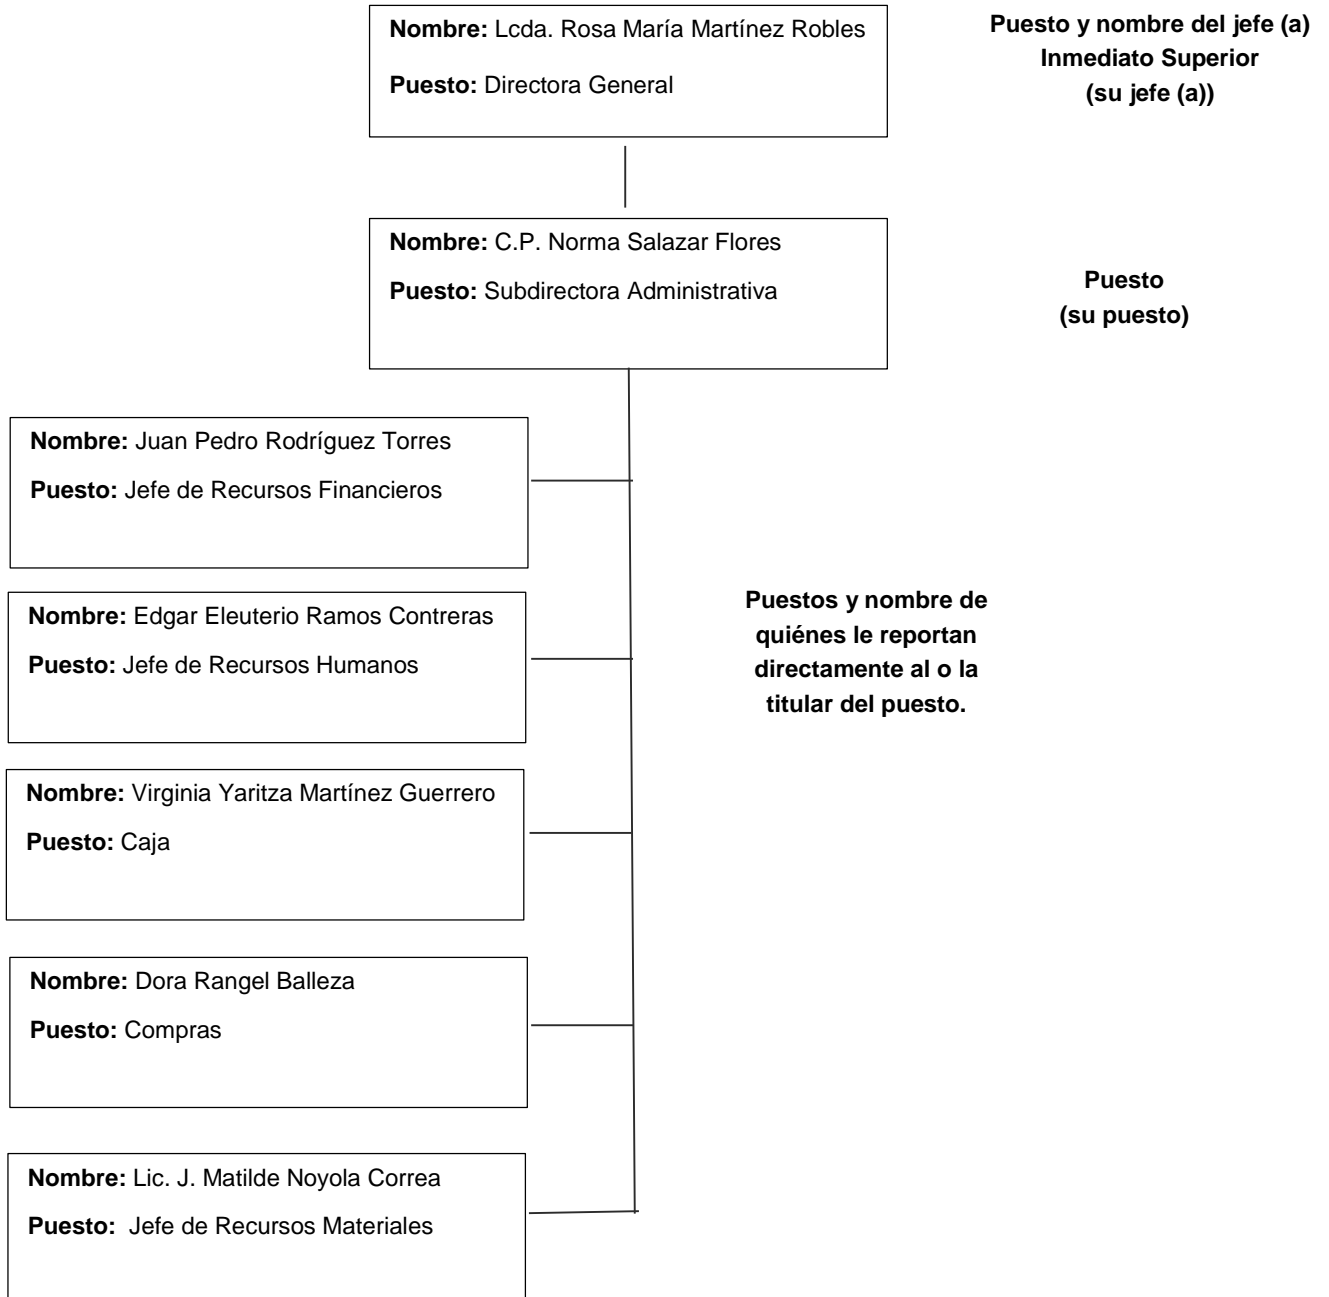 Nombre: Lcda. Rosa María Martínez Robles
Puesto: Directora General
Puesto y nombre del jefe (a)
Inmediato Superior
(su jefe (a))
Nombre: C.P. Norma Salazar Flores
Puesto: Subdirectora Administrativa
Puesto
(su puesto)
Nombre: Juan Pedro Rodríguez Torres
Puesto: Jefe de Recursos Financieros
Nombre: Edgar Eleuterio Ramos Contreras
Puesto: Jefe de Recursos Humanos
Puestos y nombre de
quiénes le reportan
directamente al o la
titular del puesto.
Nombre: Virginia Yaritza Martínez Guerrero
Puesto: Caja
Nombre: Dora Rangel Balleza
Puesto: Compras
Nombre: Lic. J. Matilde Noyola Correa
Puesto: Jefe de Recursos Materiales